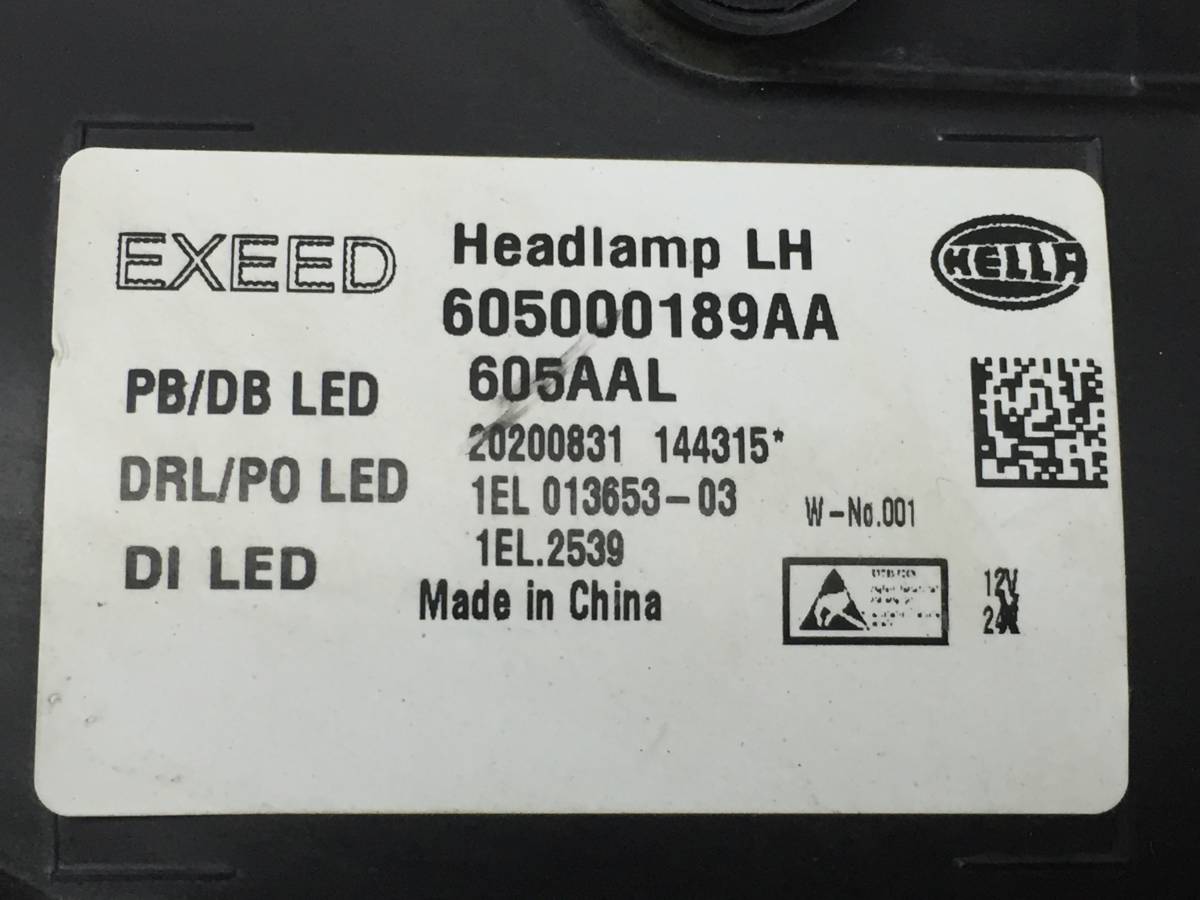 EXEED
Headlamp LH
HELLA
605000189AA
605AAL
PB/DB LED
20200831 144315*
DRL/PO LED
1EL 013653-03
W-No.001
DI LED
1EL.2539
Made in China
12V